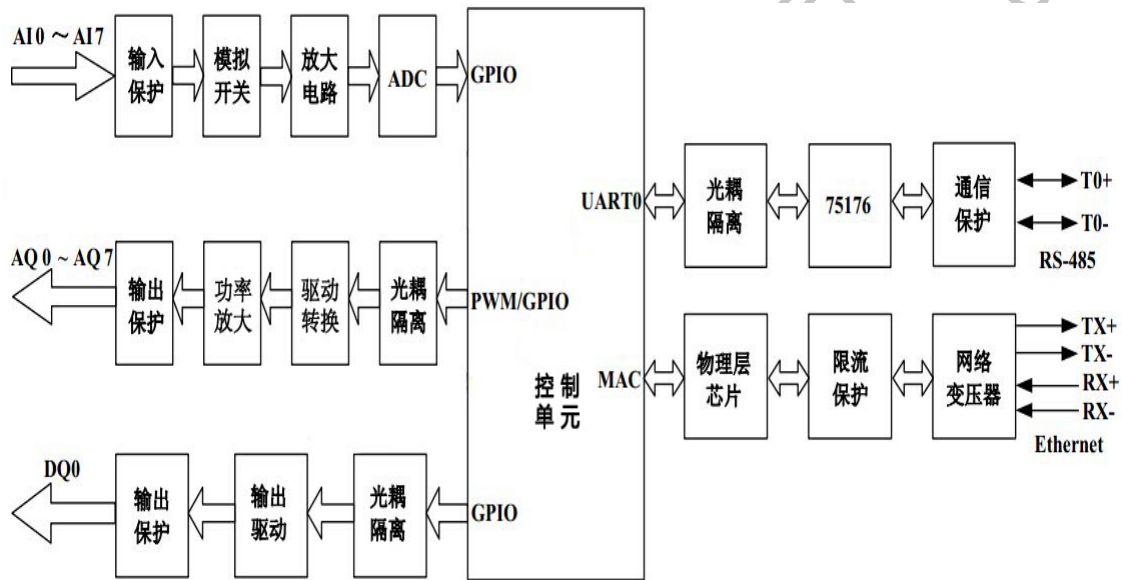 AI0 ～ AI7
输入
保护
模拟
开关
放大
电路
ADC
GPIO
AQ 0 ~ AQ 7
输出
保护
功率
放大
驱动
转换
光耦
隔离
PWM/GPIO
DQ0
输出
保护
输出
驱动
光耦
隔离
GPIO
控制
单元
UART0
光耦
隔离
75176
通信
保护
T0+
T0-
RS-485
MAC
物理层
芯片
限流
保护
网络
变压器
TX+
TX-
RX+
RX-
Ethernet